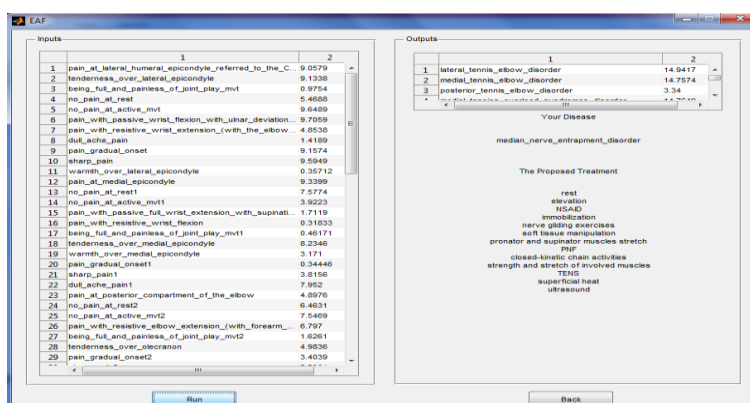 EAF
Inputs
1 2
1 pain_at_lateral_humeral_epicondyle_referred_to_the_C... 9.0579
2 tenderness_over_lateral_epicondyle 9.1338
3 being_full_and_painless_of_joint_play_mvt 0.9754
4 no_pain_at_rest 5.4688
5 no_pain_at_active_mvt 9.6489
6 pain_with_passive_wrist_flexion_with_ulnar_deviation... 9.7059
7 pain_with_resistive_wrist_extension_(with_the_elbow... 4.8538
8 dull_ache_pain 1.4189
9 pain_gradual_onset 9.1574
10 sharp_pain 9.5949
11 warmth_over_lateral_epicondyle 0.35712
12 pain_at_medial_epicondyle 9.3399
13 no_pain_at_rest1 7.5774
14 no_pain_at_active_mvt1 3.9223
15 pain_with_passive_full_wrist_extension_with_supinati... 1.7119
16 pain_with_resistive_wrist_flexion 0.31833
17 being_full_and_painless_of_joint_play_mvt1 0.46171
18 tenderness_over_medial_epicondyle 8.2346
19 warmth_over_medial_epicondyle 3.171
20 pain_gradual_onset1 0.34446
21 sharp_pain1 3.8156
22 dull_ache_pain1 7.952
23 pain_at_posterior_compartment_of_the_elbow 4.8976
24 no_pain_at_rest2 6.4631
25 no_pain_at_active_mvt2 7.5469
26 pain_with_resistive_elbow_extension_(with_forearm_... 6.797
27 being_full_and_painless_of_joint_play_mvt2 1.6261
28 tenderness_over_olecranon 4.9836
29 pain_gradual_onset2 3.4039
Run
Outputs
1 2
1 lateral_tennis_elbow_disorder 14.9417
2 medial_tennis_elbow_disorder 14.7574
3 posterior_tennis_elbow_disorder 3.34
Your Disease
median_nerve_entrapment_disorder
The Proposed Treatment
rest
elevation
NSAID
immobilization
nerve gliding exercises
soft tissue manipulation
pronator and supinator muscles stretch
PNF
closed-kinetic chain activities
strength and stretch of involved muscles
TENS
superficial heat
ultrasound
Back